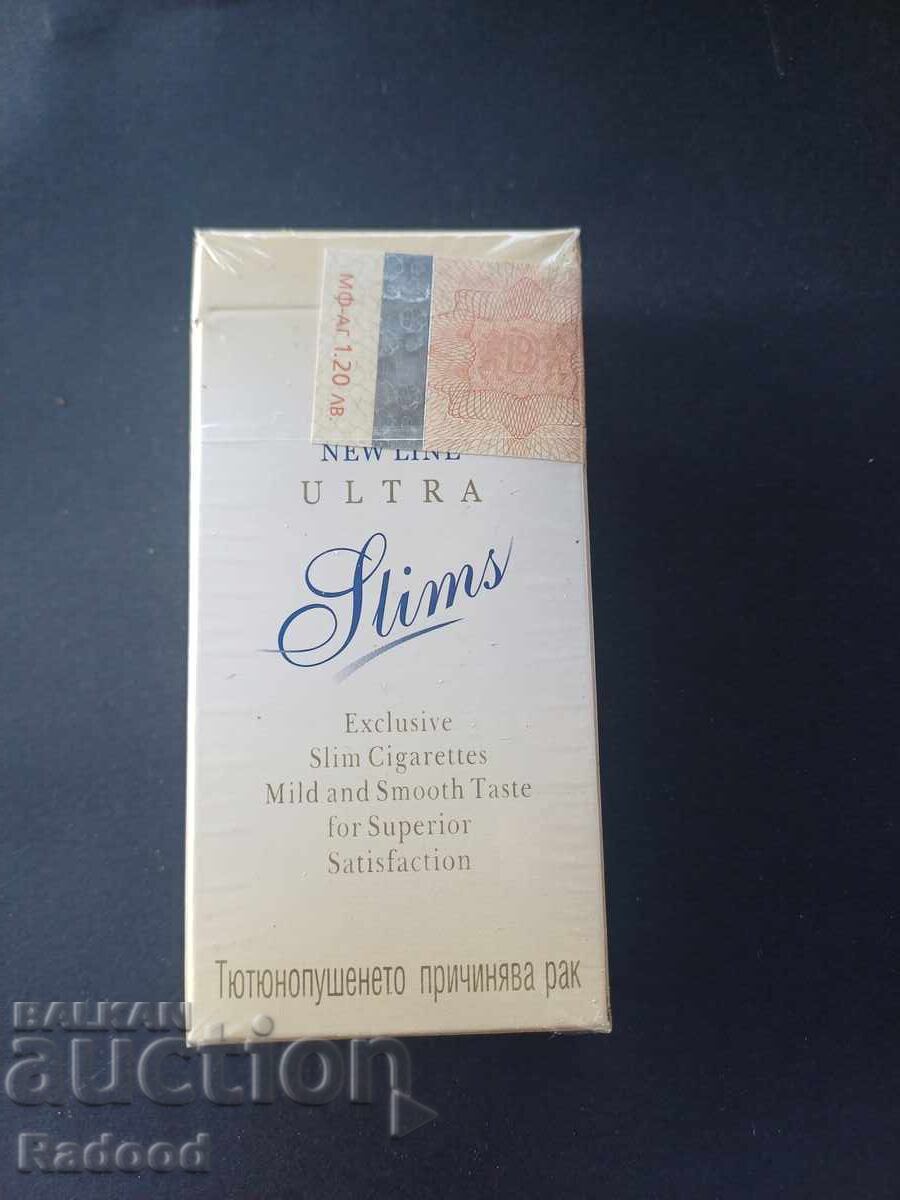 МФ-АГ 1.20 ЛВ.
NEW LINE
ULTRA
Slims
Exclusive
Slim Cigarettes
Mild and Smooth Taste
for Superior
Satisfaction
Тютюнопушенето причинява рак
BALKAN
auction
Radood